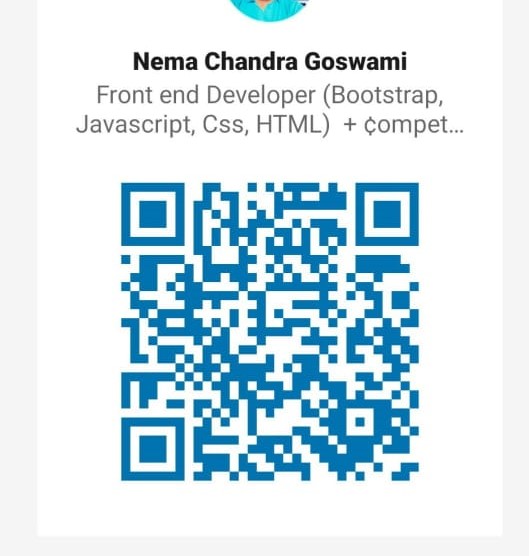 Nema Chandra Goswami
Front end Developer (Bootstrap,
Javascript, Css, HTML) + ¢ompet...